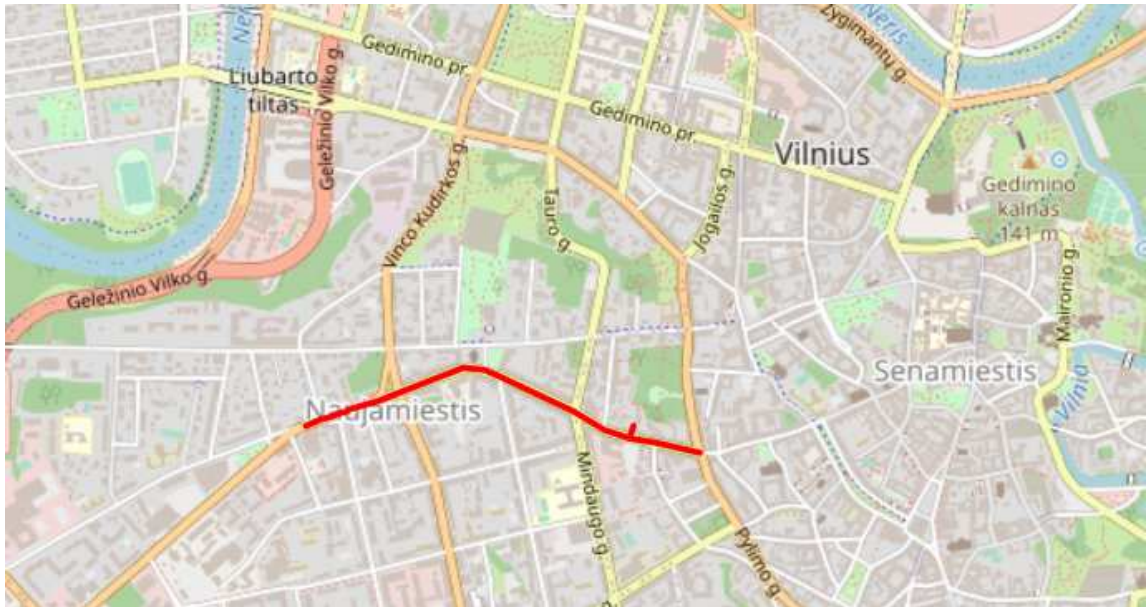 Žygimantų g.
Neris
Gedimino pr.
Liubarto
tiltas
Geležinio Vilko g.
Gedimino pr.
Vilnius
Gedimino
kalnas
141 m
Vinco Kudirkos g.
Tauro g.
Jogailos g.
Maironio g.
Geležinio Vilko g.
Senamiestis
Vilnia
Naujamiestis
Mindaugo g.
Pylimo g.